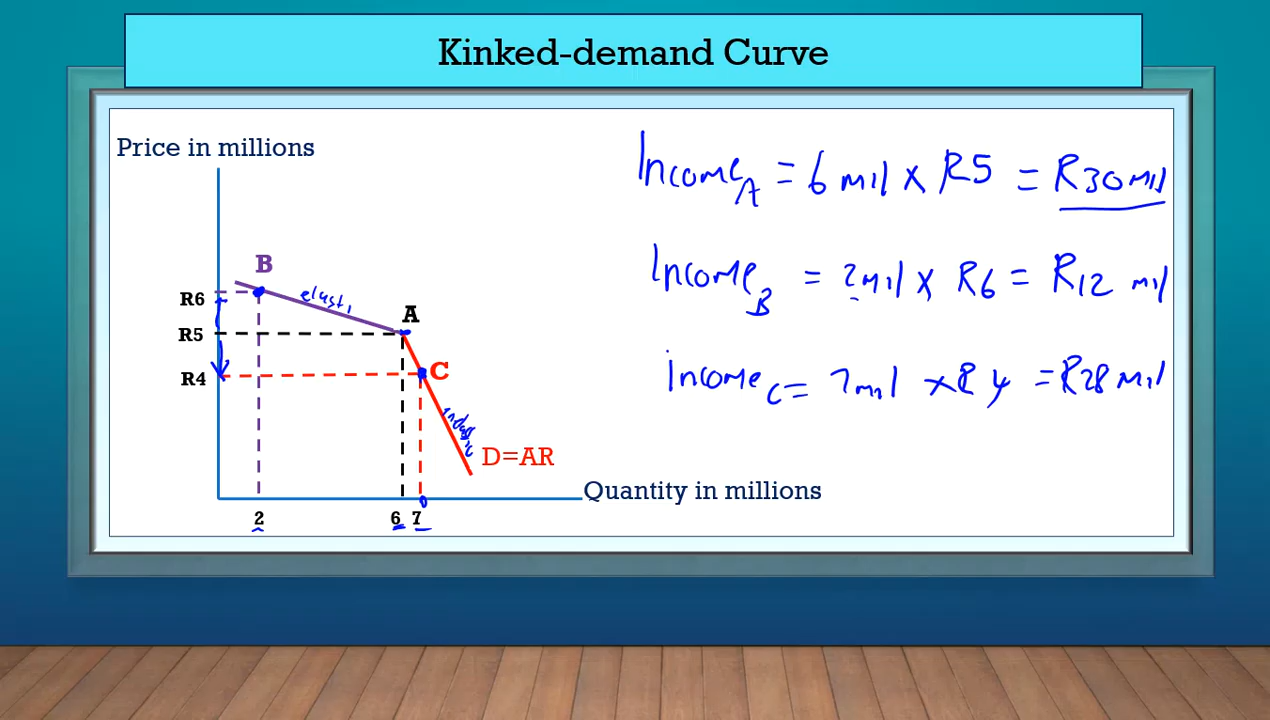 Kinked-demand Curve
Price in millions
Income A = 6 mil x R5 = R30 mil
Income B = 2 mil x R6 = R12 mil
income C = 7 mil x R4 = R28 mil
B
R6
elasti
A
R5
C
R4
D=AR
Quantity in millions
2 6 7